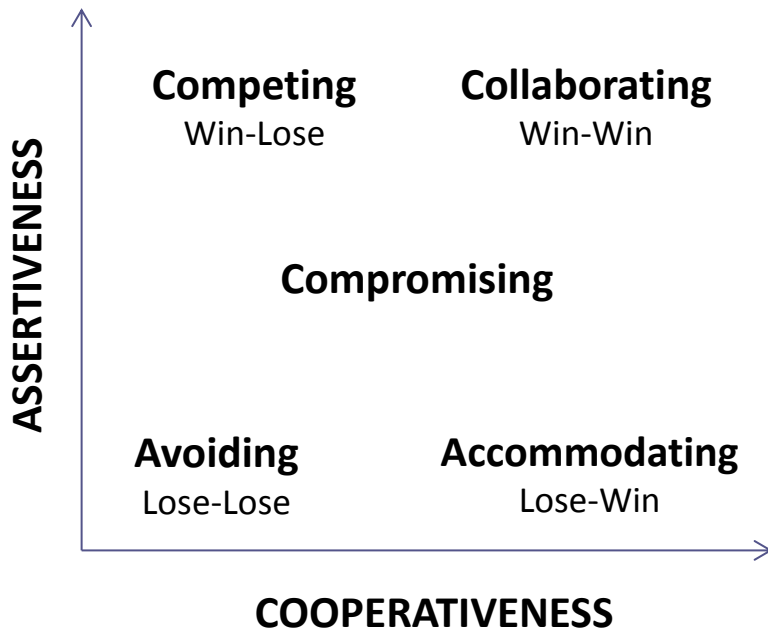 ASSERTIVENESS
Competing
Win-Lose
Collaborating
Win-Win
Compromising
Avoiding
Lose-Lose
Accommodating
Lose-Win
COOPERATIVENESS